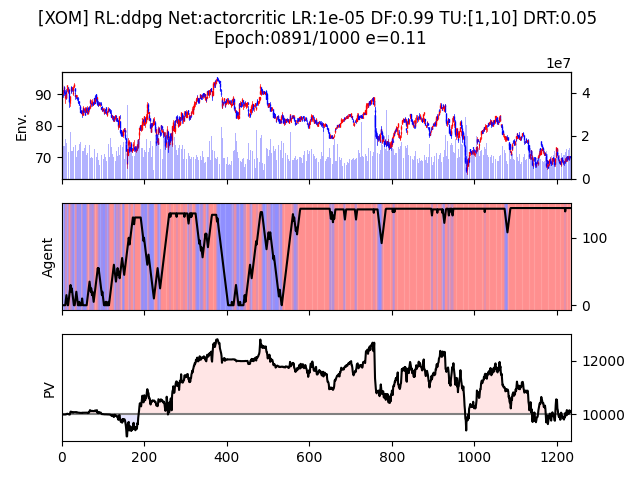 [XOM] RL:ddpg Net:actorcritic LR:1e-05 DF:0.99 TU:[1,10] DRT:0.05
Epoch:0891/1000 e=0.11
1e7
Env.
90
80
70
4
2
0
Agent
100
0
PV
12000
10000
0 200 400 600 800 1000 1200